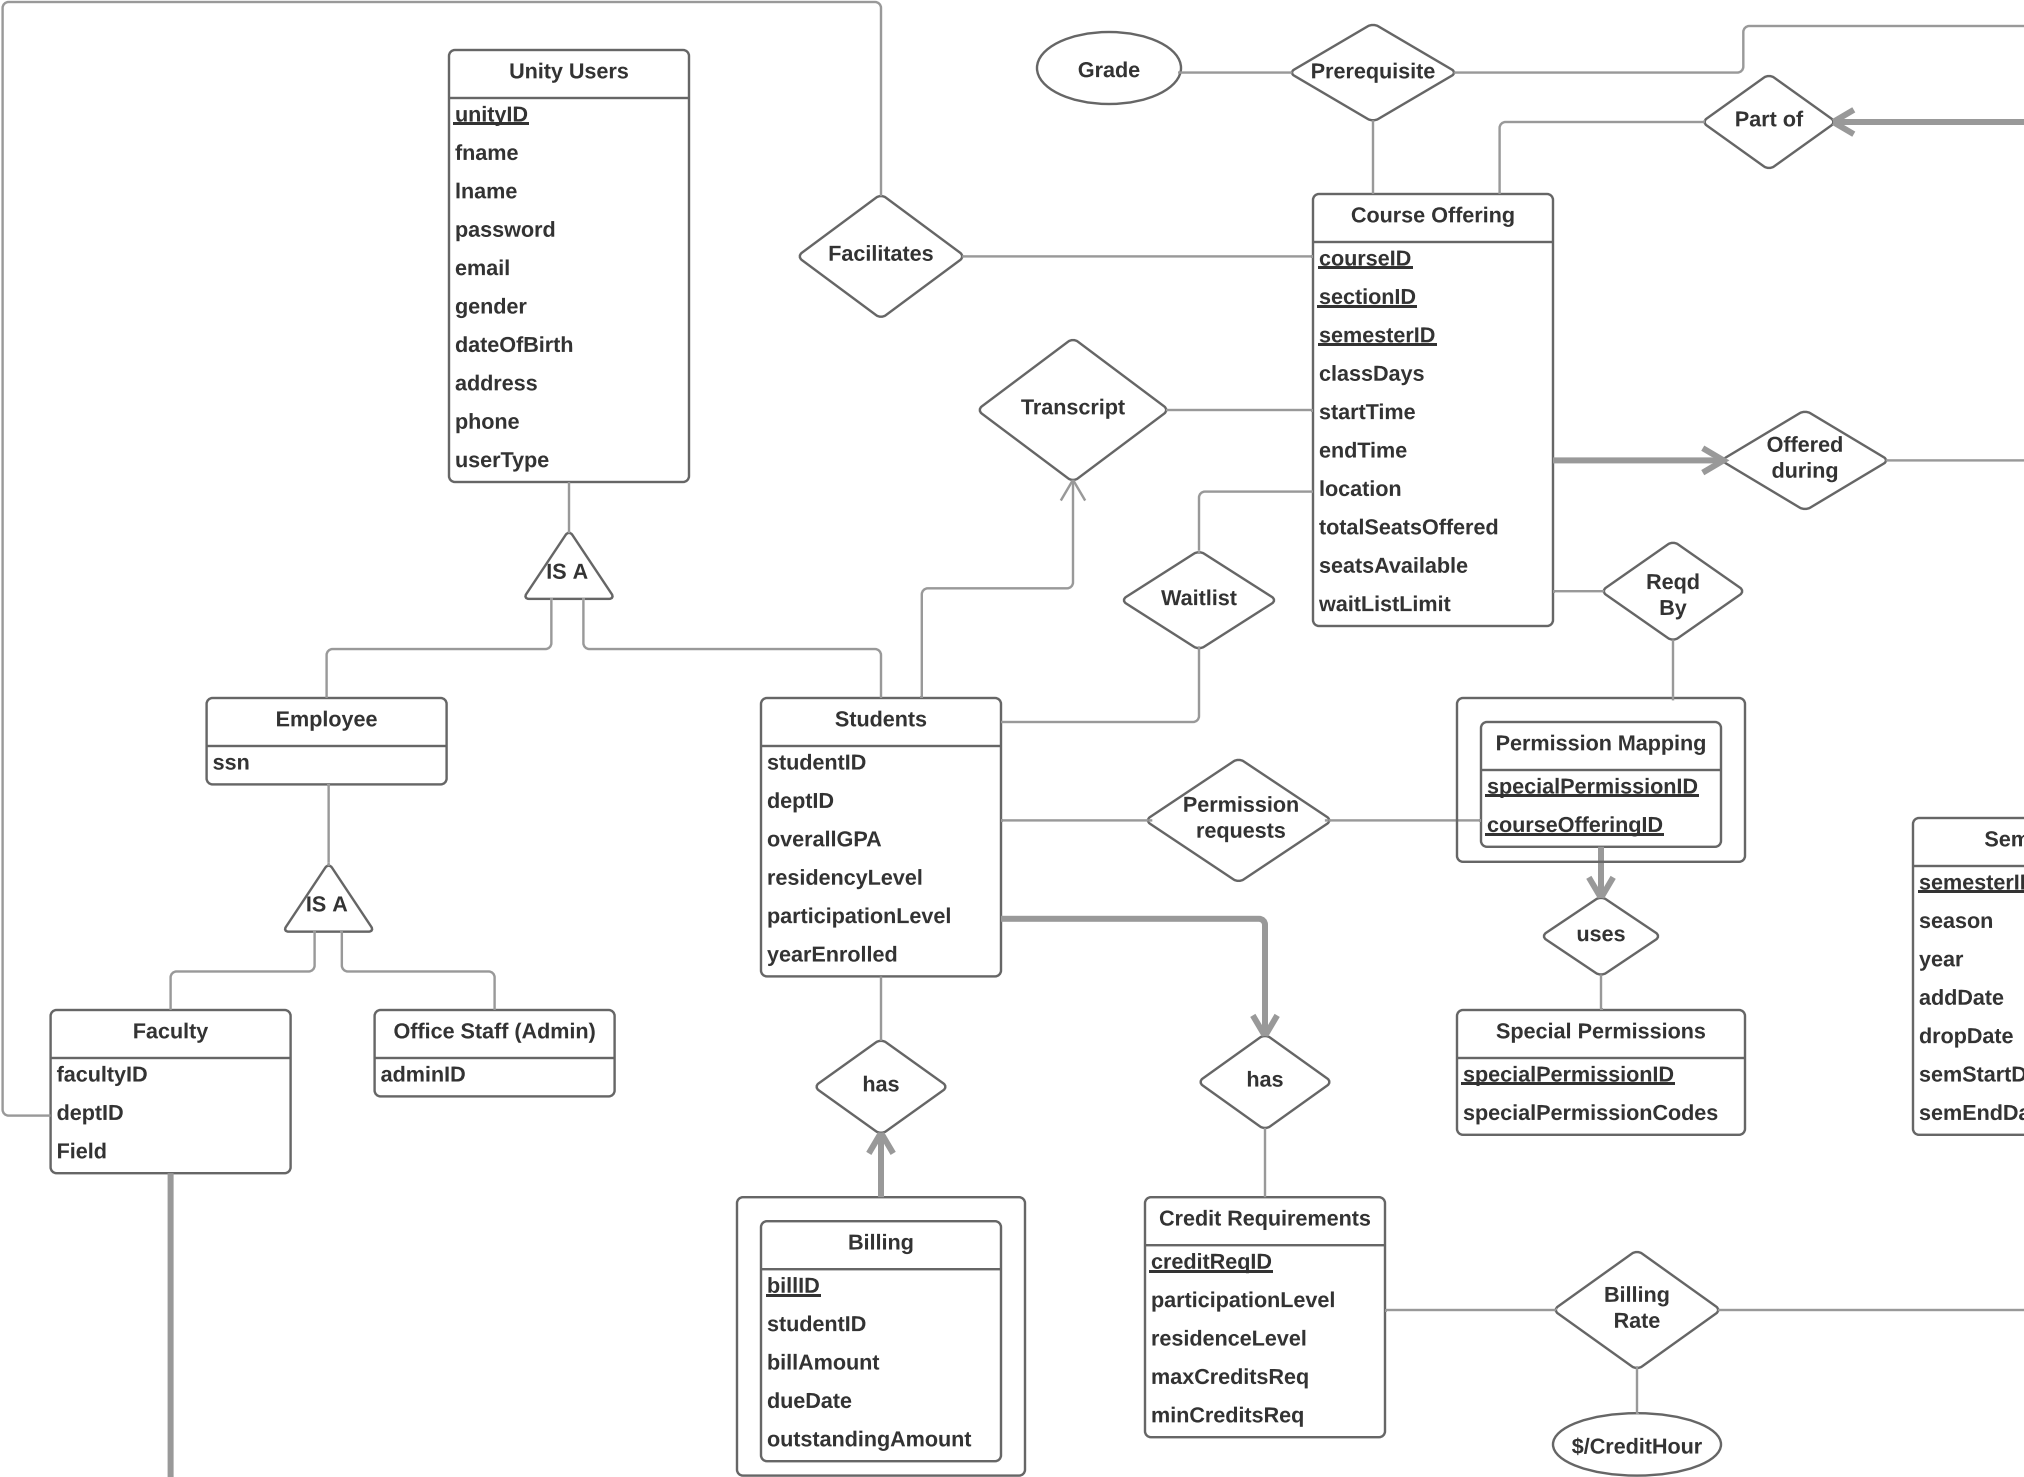 Unity Users
unityID
fname
lname
password
email
gender
dateOfBirth
address
phone
userType
IS A
Grade
Prerequisite
Part of
Facilitates
Course Offering
courseID
sectionID
semesterID
classDays
startTime
endTime
location
totalSeatsOffered
seatsAvailable
waitListLimit
Transcript
Offered
during
Waitlist
Reqd
By
Employee
ssn
IS A
Students
studentID
deptID
overallGPA
residencyLevel
participationLevel
yearEnrolled
Permission
requests
Permission Mapping
specialPermissionID
courseOfferingID
uses
Special Permissions
specialPermissionID
specialPermissionCodes
Sem
semesterI
season
year
addDate
dropDate
semStartD
semEndDa
Faculty
facultyID
deptID
Field
Office Staff (Admin)
adminID
has
has
Billing
billID
studentID
billAmount
dueDate
outstandingAmount
Credit Requirements
creditReqID
participationLevel
residenceLevel
maxCreditsReq
minCreditsReq
Billing
Rate
$/CreditHour